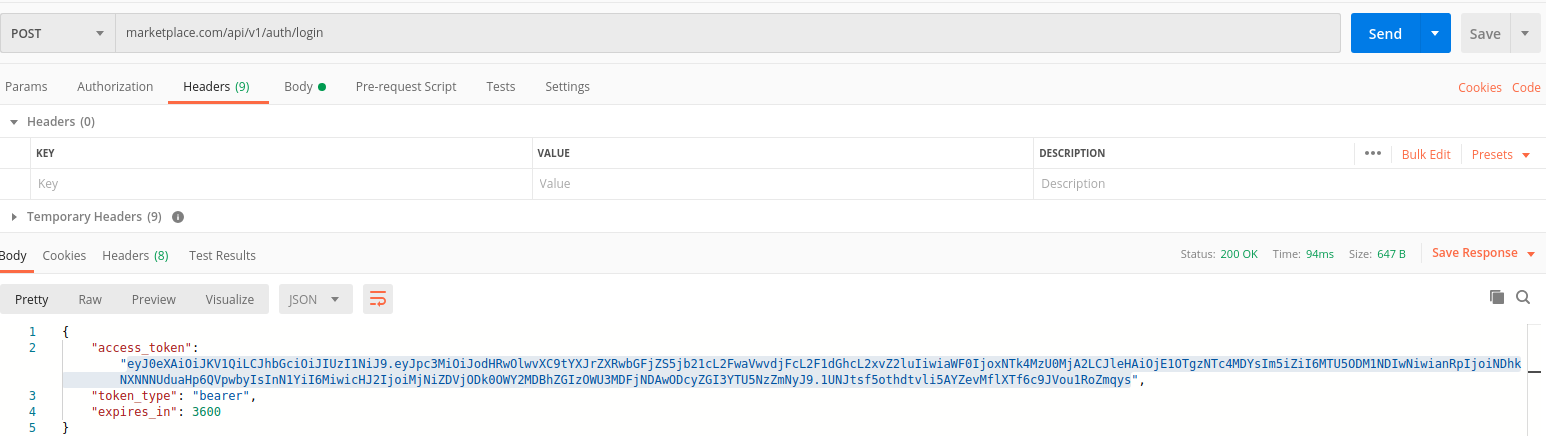 POST marketplace.com/api/v1/auth/login Send Save
Params Authorization Headers (9) Body Pre-request Script Tests Settings Cookies Code
Headers (0)
KEY VALUE DESCRIPTION ••• Bulk Edit Presets
Key Value Description
Temporary Headers (9) i
Body Cookies Headers (8) Test Results Status: 200 OK Time: 94ms Size: 647 B Save Response
Pretty Raw Preview Visualize JSON
1 {
2 "access_token":
"eyJ0eXAiOiJKV1QiLCJhbGciOiJIUzI1NiJ9.eyJpc3MiOiJodHRwOlwvXC9tYXJrZXRwbGFjZS5jb21cL2FwaVwvdjFcL2F1dGhcL2xvZ2luIiwiaWF0IjoxNTk4MzU0MjA2LCJleHAiOjE1OTgzNTc4MDYsIm5iZiI6MTU5ODM1NDIwNiwianRpIjoiNDhk
NXNNNUduaHp6QVpwbyIsInN1YiI6MiwicHJ2IjoiMjNiZDVjODk0OWY2MDBhZGIzOWU3MDFjNDAwODcyZGI3YTU5NzZmNyJ9.1UNJtsf5othdtvli5AYZevMflXTf6c9JVou1RoZmqys",
3 "token_type": "bearer",
4 "expires_in": 3600
5 }